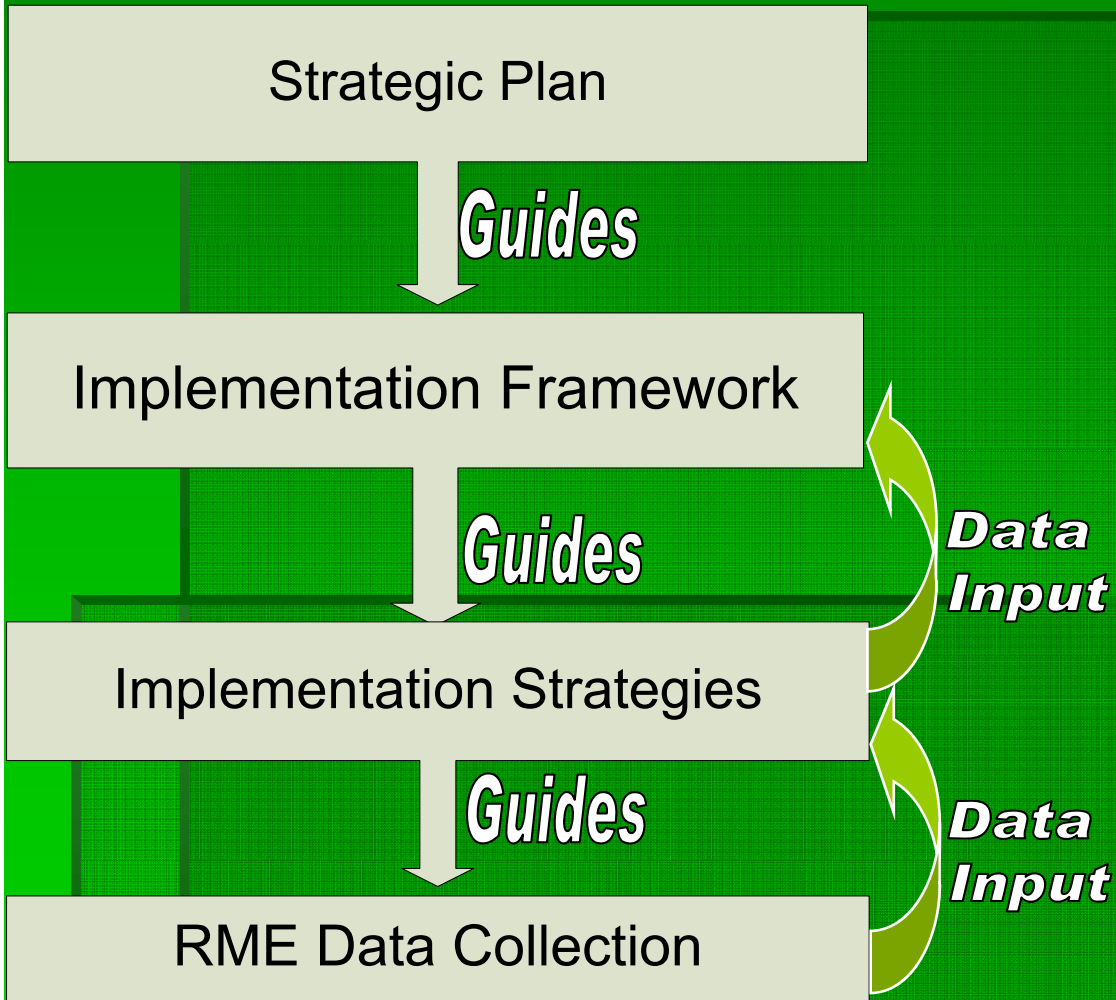 Strategic Plan
Guides
Implementation Framework
Guides
Data
Input
Implementation Strategies
Guides
Data
Input
RME Data Collection